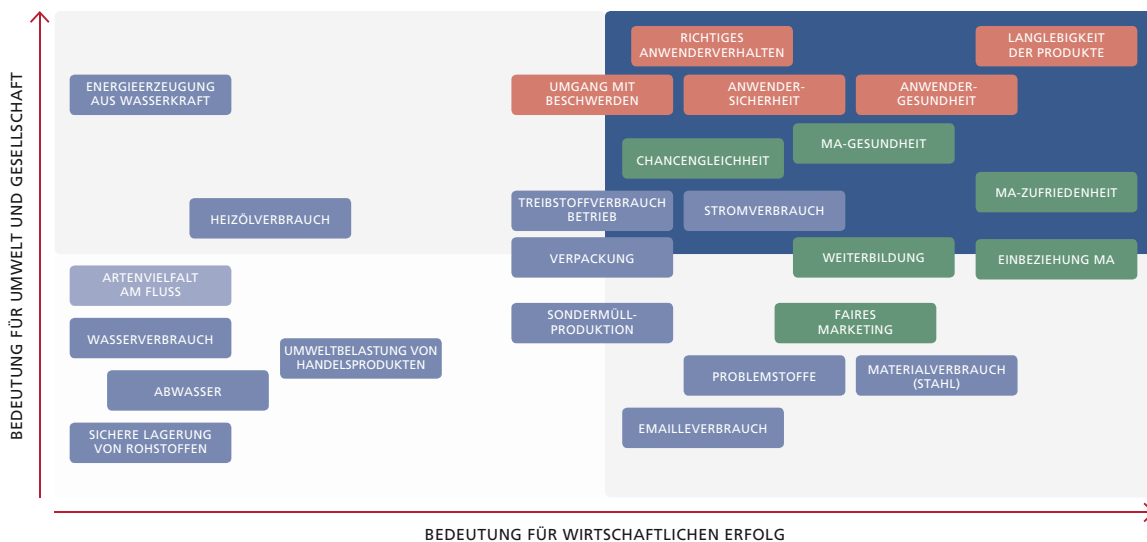 BEDEUTUNG FÜR UMWELT UND GESELLSCHAFT
RICHTIGES
ANWENDERVERHALTEN
LANGLEBIGKEIT
DER PRODUKTE
ENERGIEERZEUGUNG
AUS WASSERKRAFT
UMGANG MIT
BESCHWERDEN
ANWENDER-
SICHERHEIT
ANWENDER-
GESUNDHEIT
MA-GESUNDHEIT
CHANCENGLEICHHEIT
MA-ZUFRIEDENHEIT
HEIZÖLVERBRAUCH
TREIBSTOFFVERBRAUCH
BETRIEB
STROMVERBRAUCH
VERPACKUNG
WEITERBILDUNG
EINBEZIEHUNG MA
ARTENVIELFALT
AM FLUSS
SONDERMÜLL-
PRODUKTION
FAIRES
MARKETING
WASSERVERBRAUCH
UMWELTBELASTUNG VON
HANDELSPRODUKTEN
PROBLEMSTOFFE
MATERIALVERBRAUCH
(STAHL)
ABWASSER
EMAILLEVERBRAUCH
SICHERE LAGERUNG
VON ROHSTOFFEN
BEDEUTUNG FÜR WIRTSCHAFTLICHEN ERFOLG